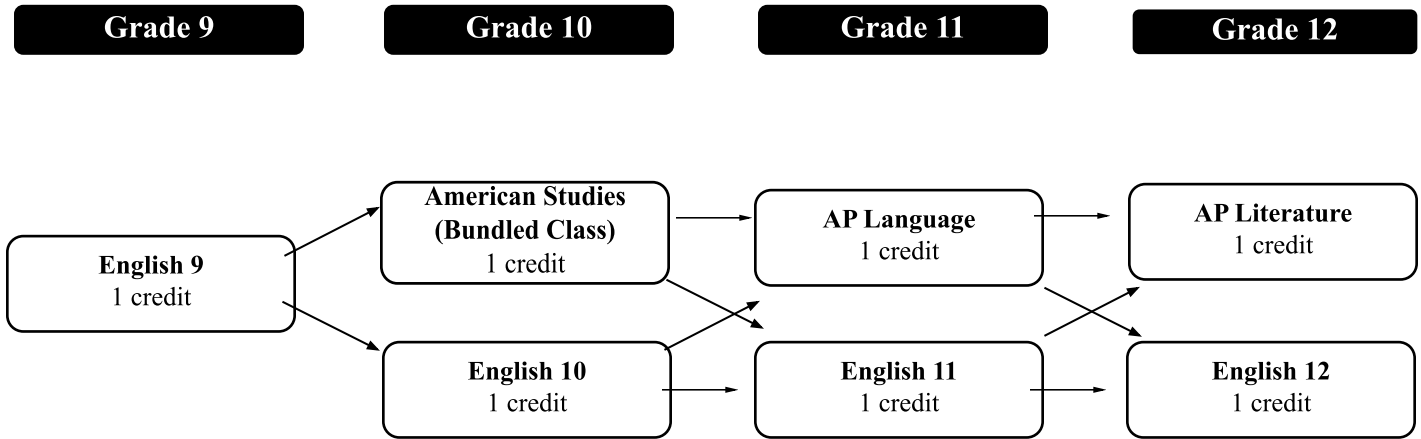 Grade 9
Grade 10
Grade 11
Grade 12
English 9
1 credit
American Studies
(Bundled Class)
1 credit
English 10
1 credit
AP Language
1 credit
English 11
1 credit
AP Literature
1 credit
English 12
1 credit